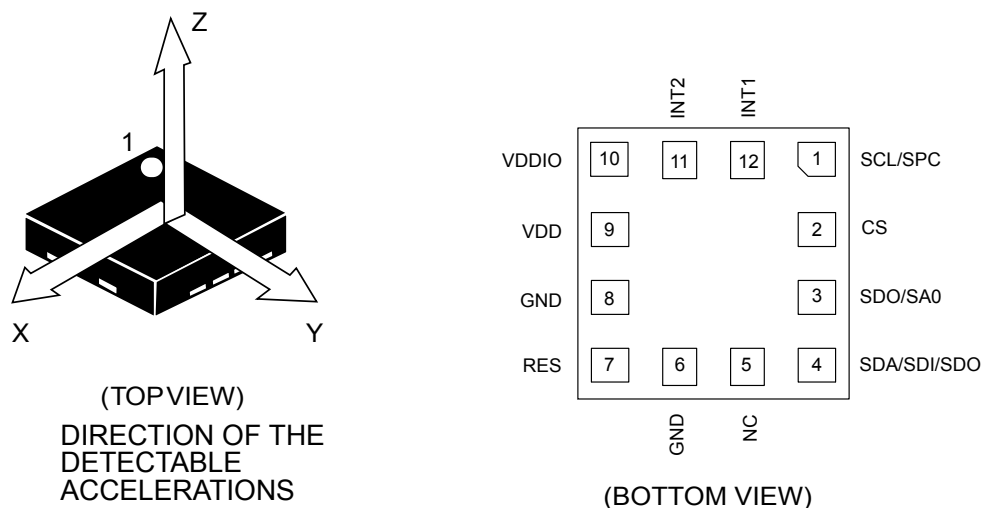 Z
1
X
Y
(TOP VIEW)
DIRECTION OF THE
DETECTABLE
ACCELERATIONS
INT2
INT1
VDDIO
10
11
12
1
SCL/SPC
VDD
9
2
CS
GND
8
3
SDO/SA0
RES
7
6
5
4
SDA/SDI/SDO
GND
NC
(BOTTOM VIEW)